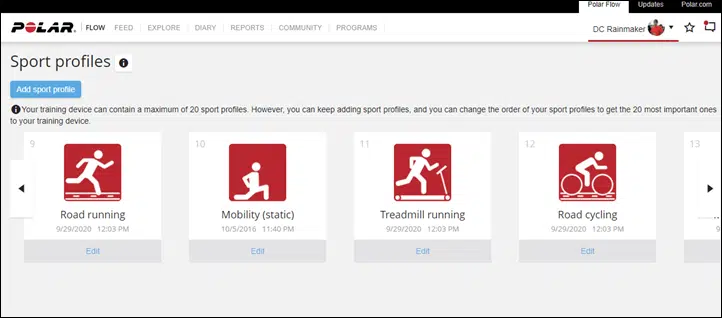 Polar Flow Updates Polar.com
POLAR. FLOW FEED EXPLORE DIARY REPORTS COMMUNITY PROGRAMS DC Rainmaker
Sport profiles
Add sport profile
Your training device can contain a maximum of 20 sport profiles. However, you can keep adding sport profiles, and you can change the order of your sport profiles to get the 20 most important ones
to your training device.
9 10 11 12 13
Road running Mobility (static) Treadmill running Road cycling
9/29/2020 12:03 PM 10/5/2016 11:40 PM 9/29/2020 12:03 PM 9/29/2020 12:03 PM
Edit Edit Edit Edit